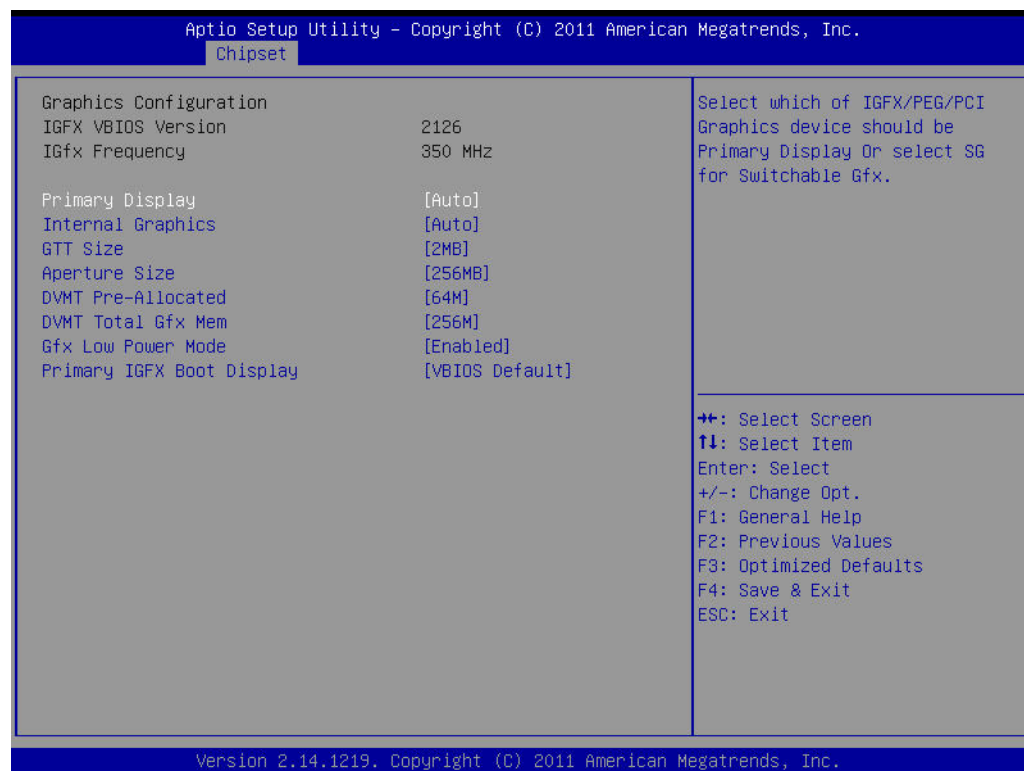 Aptio Setup Utility – Copyright (C) 2011 American Megatrends, Inc.
Chipset
Graphics Configuration
IGFX VBIOS Version 2126
IGfx Frequency 350 MHz
Primary Display [Auto]
Internal Graphics [Auto]
GTT Size [2MB]
Aperture Size [256MB]
DVMT Pre-Allocated [64M]
DVMT Total Gfx Mem [256M]
Gfx Low Power Mode [Enabled]
Primary IGFX Boot Display [VBIOS Default]
Select which of IGFX/PEG/PCI
Graphics device should be
Primary Display Or select SG
for Switchable Gfx.
→←: Select Screen
↑↓: Select Item
Enter: Select
+/-: Change Opt.
F1: General Help
F2: Previous Values
F3: Optimized Defaults
F4: Save & Exit
ESC: Exit
Version 2.14.1219. Copyright (C) 2011 American Megatrends, Inc.